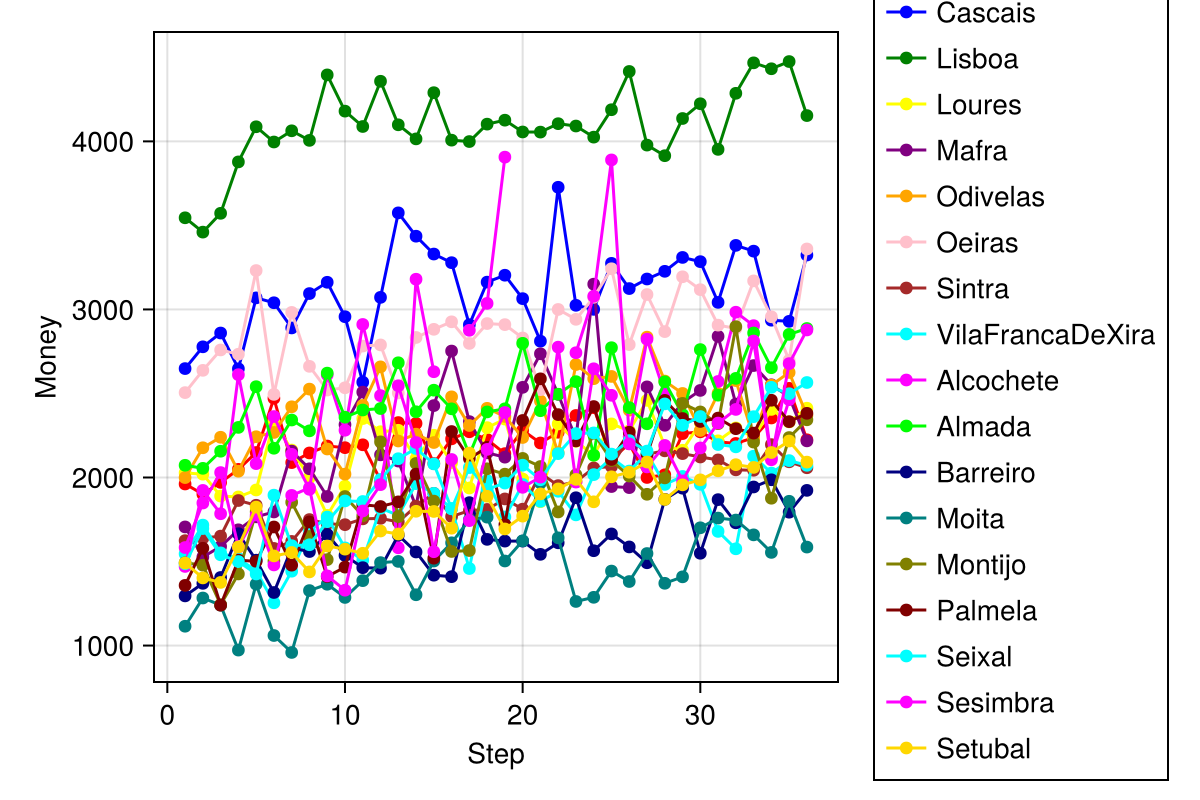 Cascais
Lisboa
Loures
Mafra
Odivelas
Oeiras
Sintra
VilaFrancaDeXira
Alcochete
Almada
Barreiro
Moita
Montijo
Palmela
Seixal
Sesimbra
Setubal
4000
3000
2000
1000
Money
0 10 20 30
Step